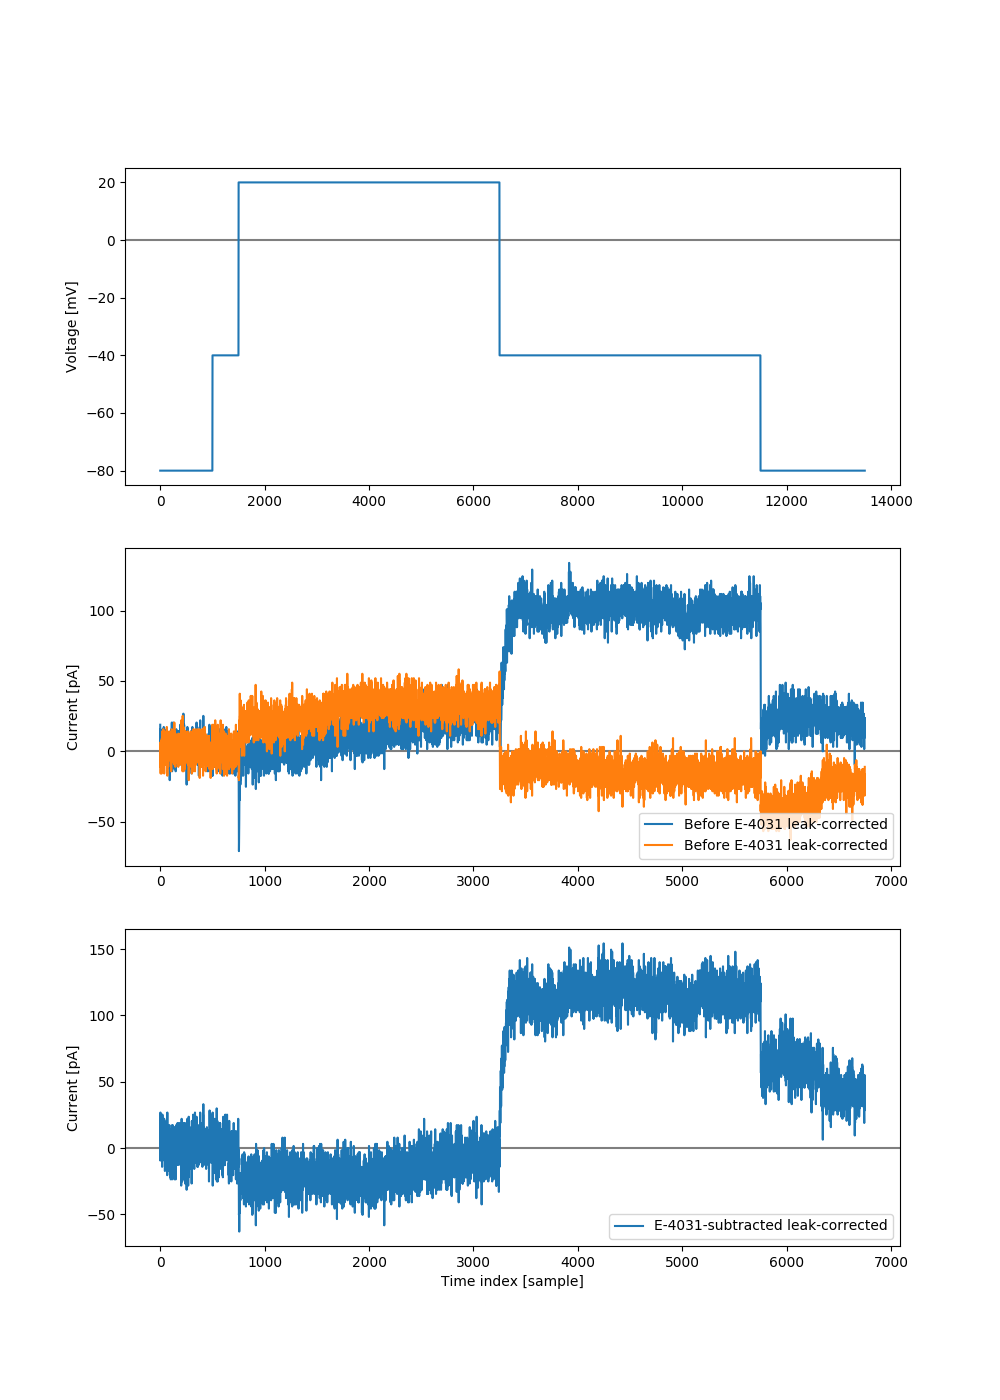 20
0
−20
−40
−60
−80
Voltage [mV]
0 2000 4000 6000 8000 10000 12000 14000
100
50
0
−50
Current [pA]
Before E-4031 leak-corrected
Before E-4031 leak-corrected
0 1000 2000 3000 4000 5000 6000 7000
150
100
50
0
−50
Current [pA]
E-4031-subtracted leak-corrected
0 1000 2000 3000 4000 5000 6000 7000
Time index [sample]